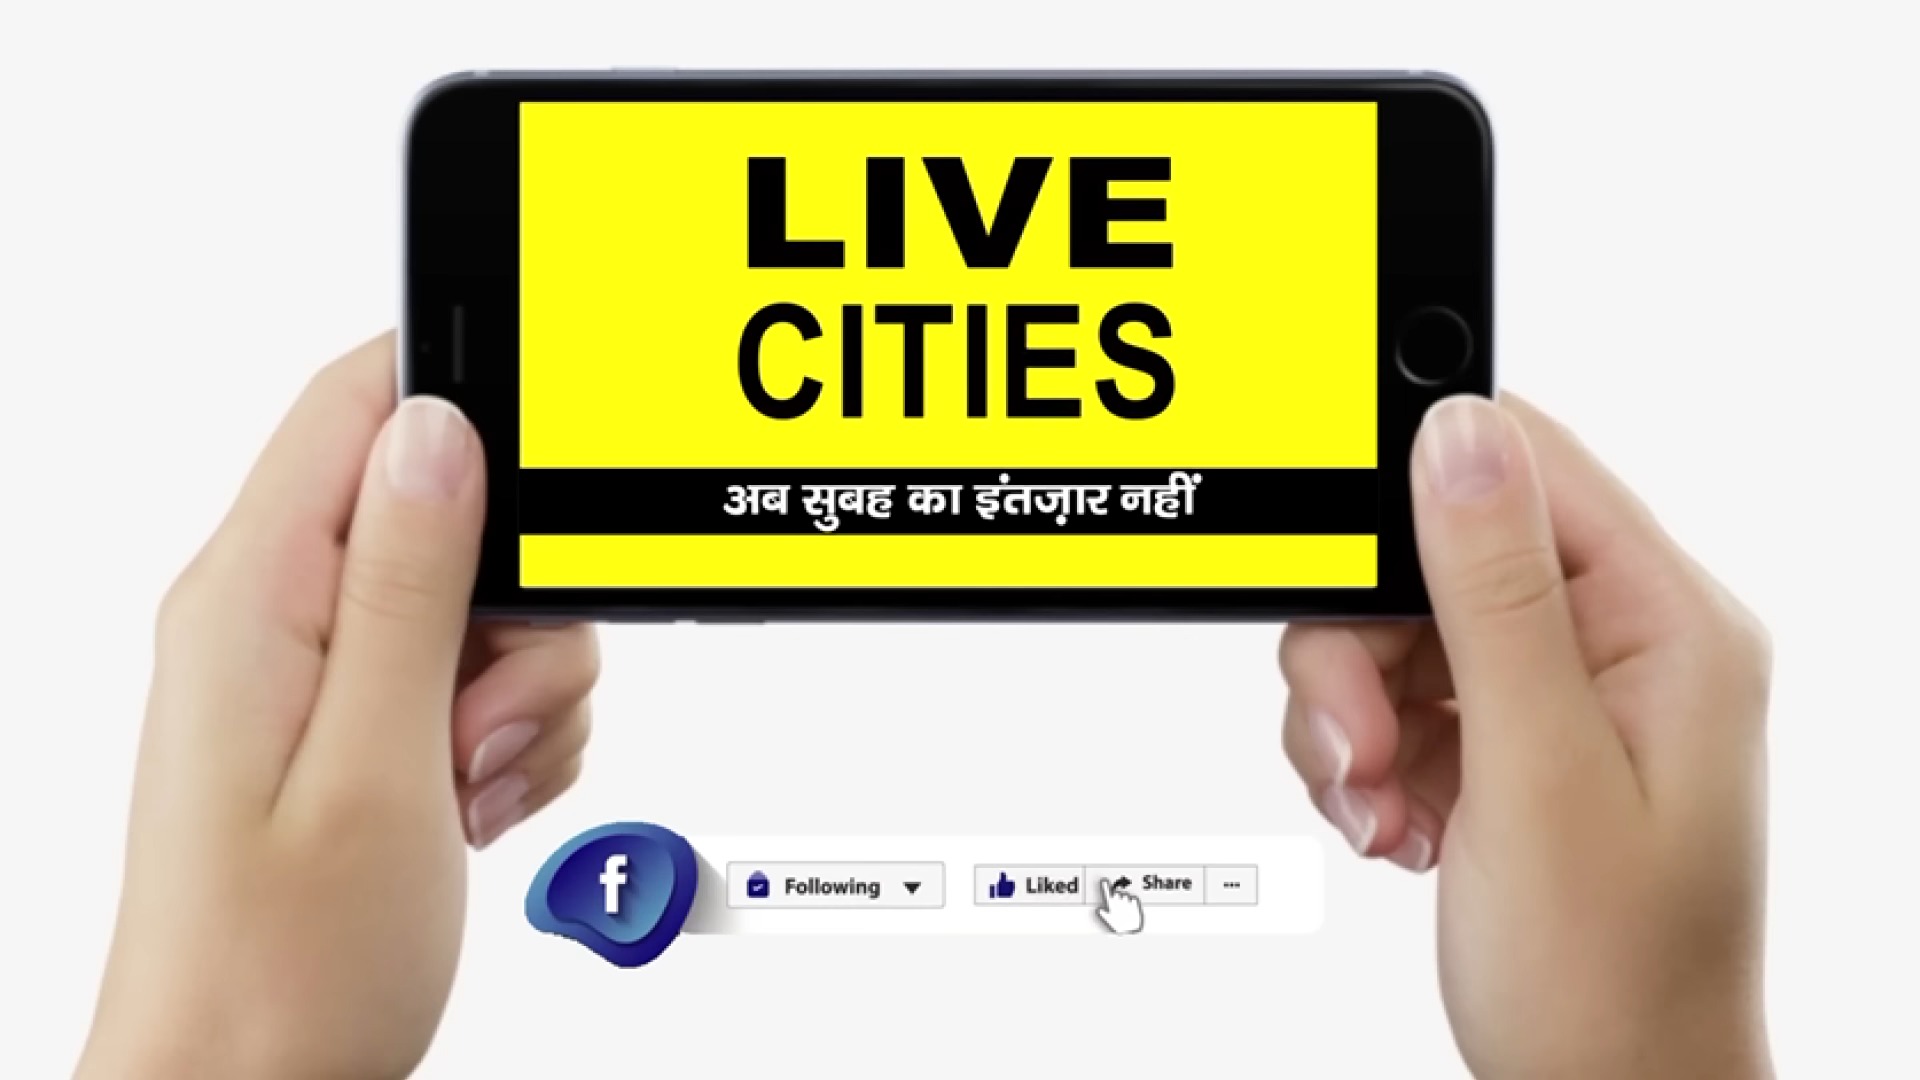 LIVE
CITIES
अब सुबह का इंतज़ार नहीं
f Following Liked Share ...